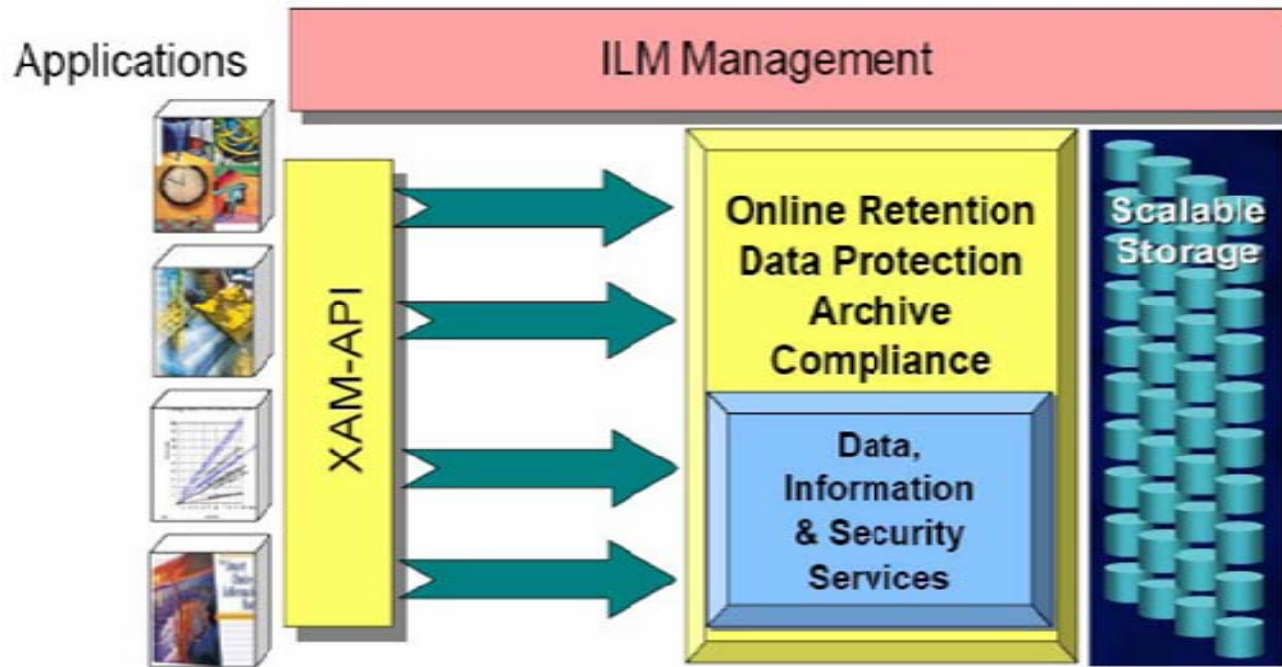 Applications
ILM Management
XAM-API
Online Retention
Data Protection
Archive
Compliance
Data,
Information
& Security
Services
Scalable
Storage